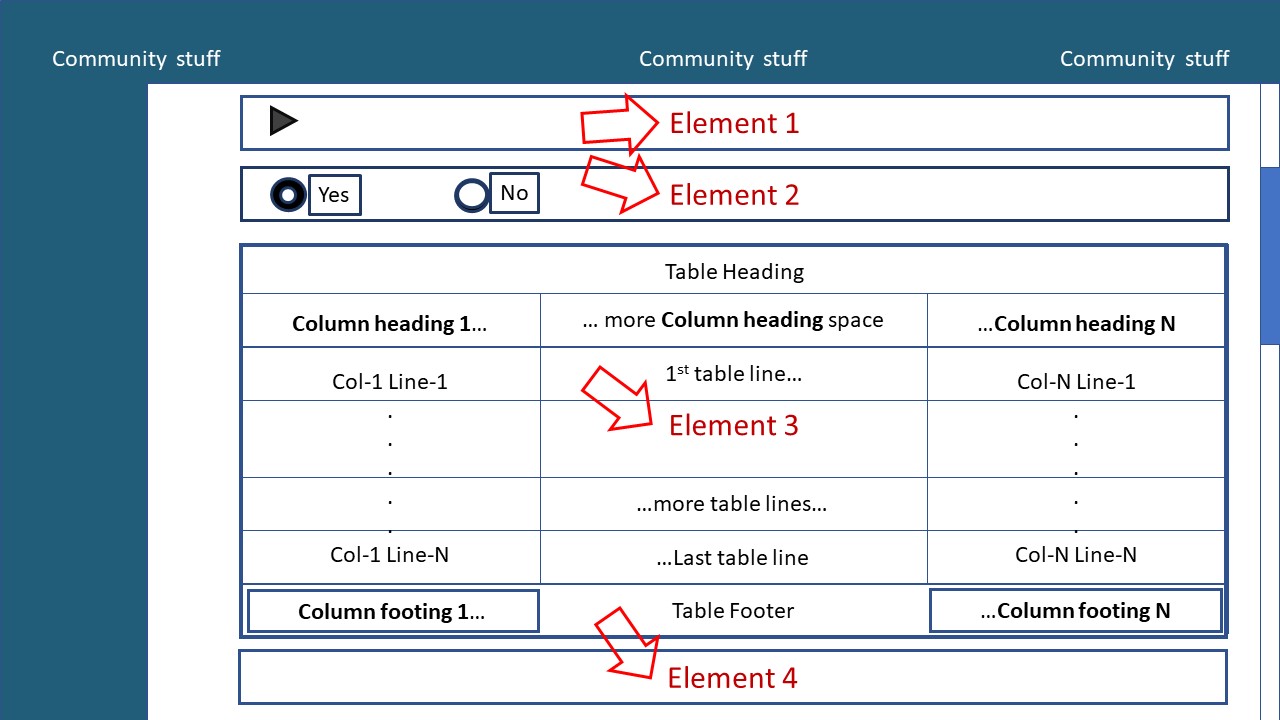 Community stuff Community stuff Community stuff
Element 1
Yes No Element 2
Table Heading
Column heading 1... ... more Column heading space ...Column heading N
Col-1 Line-1 1st table line... Col-N Line-1
. .
Element 3
. .
. .
. ...more table lines... .
. .
Col-1 Line-N ...Last table line Col-N Line-N
Column footing 1... Table Footer ...Column footing N
Element 4